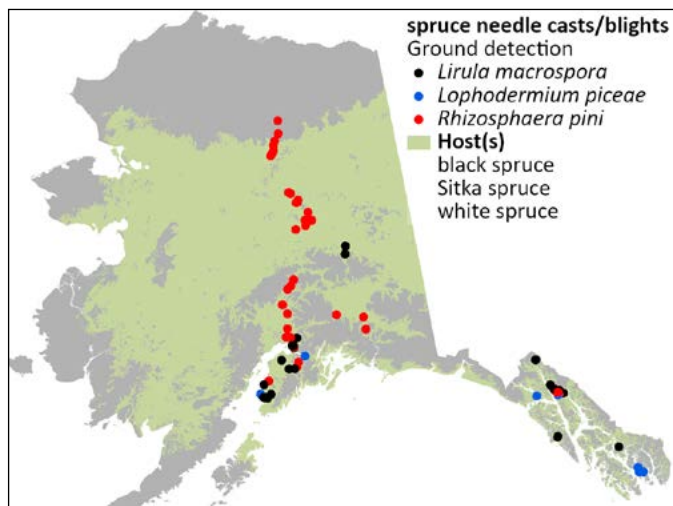 spruce needle casts/blights
Ground detection
Lirula macrospora
Lophodermium piceae
Rhizosphaera pini
Host(s)
black spruce
Sitka spruce
white spruce